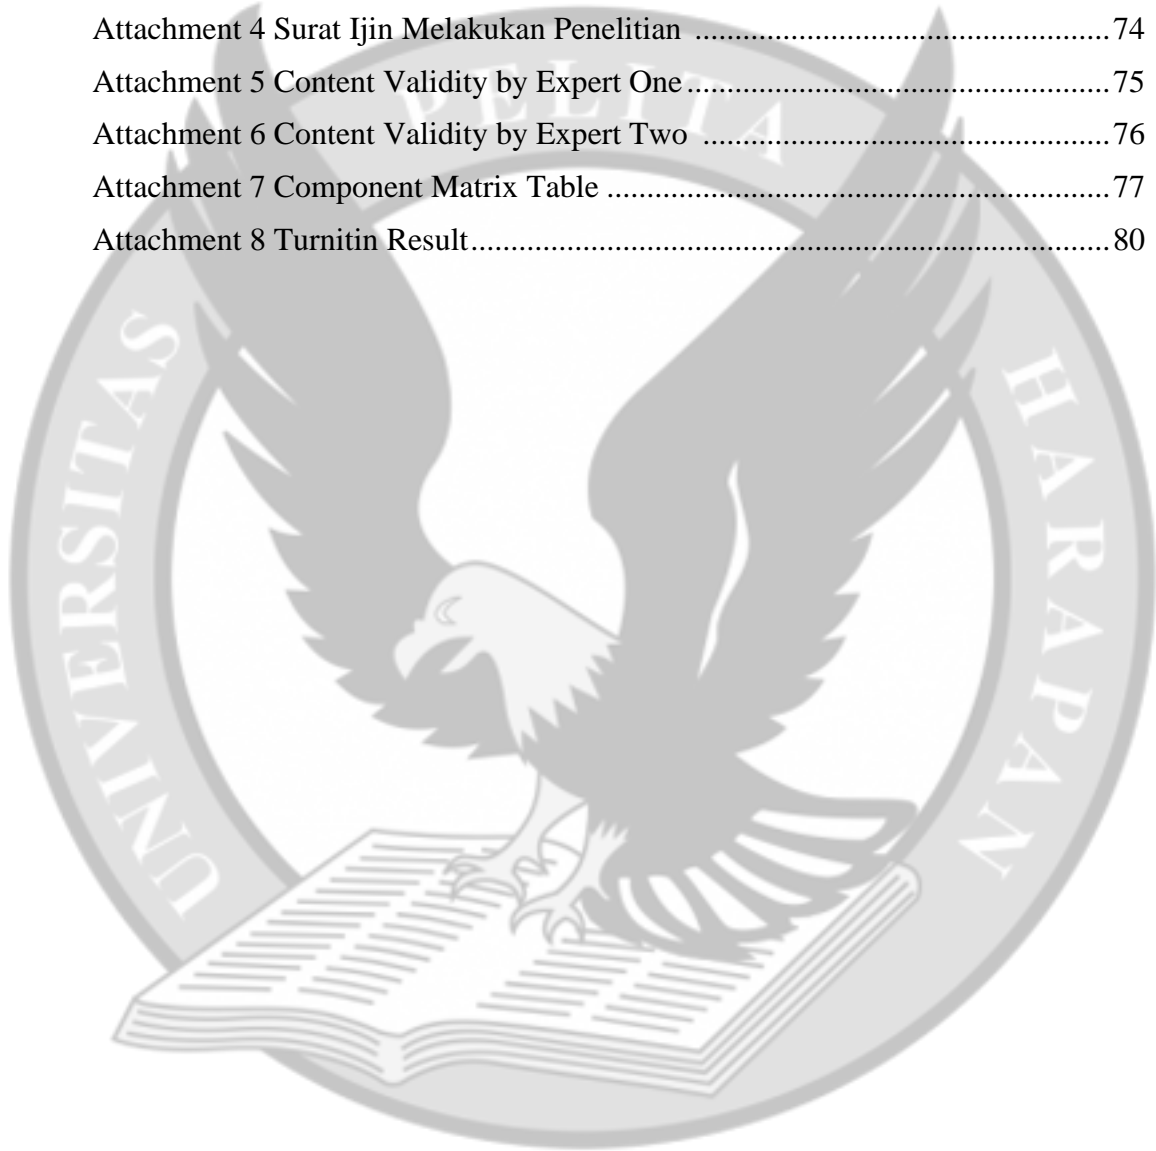 Attachment 4 Surat Ijin Melakukan Penelitian ....................................................74
Attachment 5 Content Validity by Expert One.....................................................75
Attachment 6 Content Validity by Expert Two ...................................................76
Attachment 7 Component Matrix Table ...............................................................77
Attachment 8 Turnitin Result................................................................................80
UNIVERSITAS PELITA HARAPAN